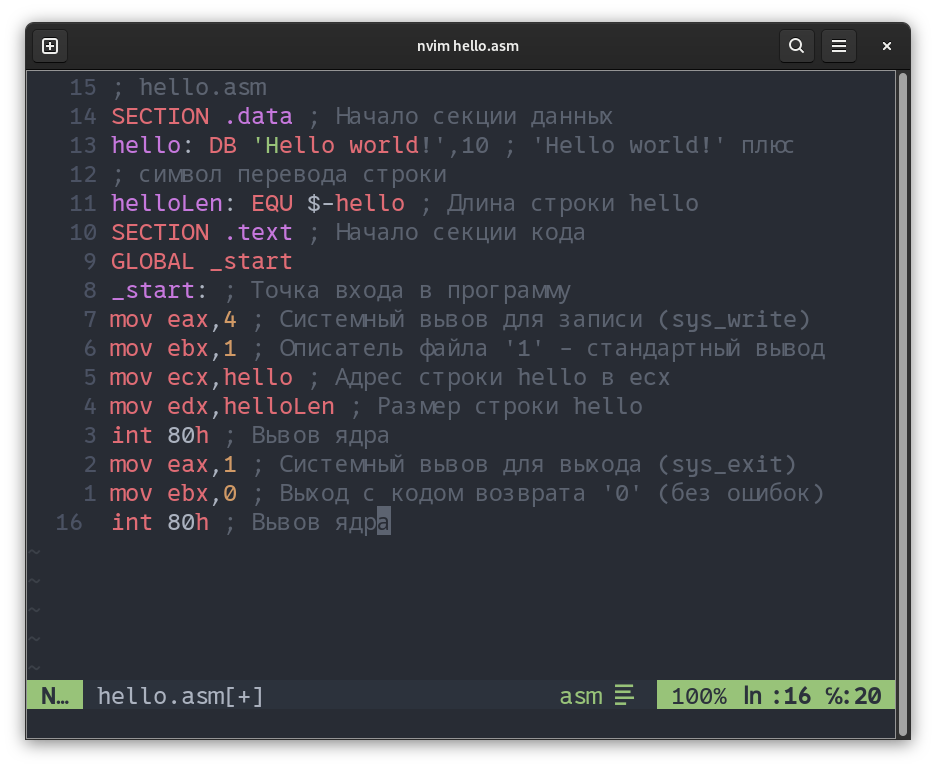 nvim hello.asm
15 ; hello.asm
14 SECTION .data ; Начало секции данных
13 hello: DB 'Hello world!',10 ; 'Hello world!' плюс
12 ; символ перевода строки
11 helloLen: EQU $-hello ; Длина строки hello
10 SECTION .text ; Начало секции кода
9 GLOBAL _start
8 _start: ; Точка входа в программу
7 mov eax,4 ; Системный вызов для записи (sys_write)
6 mov ebx,1 ; Описатель файла '1' - стандартный вывод
5 mov ecx,hello ; Адрес строки hello в ecx
4 mov edx,helloLen ; Размер строки hello
3 int 80h ; Вызов ядра
2 mov eax,1 ; Системный вызов для выхода (sys_exit)
1 mov ebx,0 ; Выход с кодом возврата '0' (без ошибок)
16 int 80h ; Вызов ядра
~
~
~
~
~
N... hello.asm[+] asm 100% ln :16 ℅:20